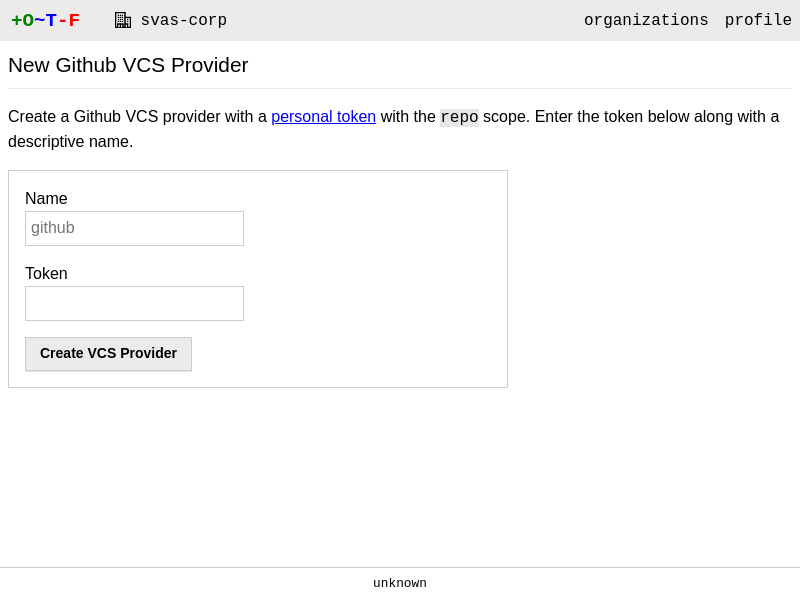 +O~T-F svas-corp organizations profile
New Github VCS Provider
Create a Github VCS provider with a personal token with the repo scope. Enter the token below along with a
descriptive name.
Name
github
Token
Create VCS Provider
unknown